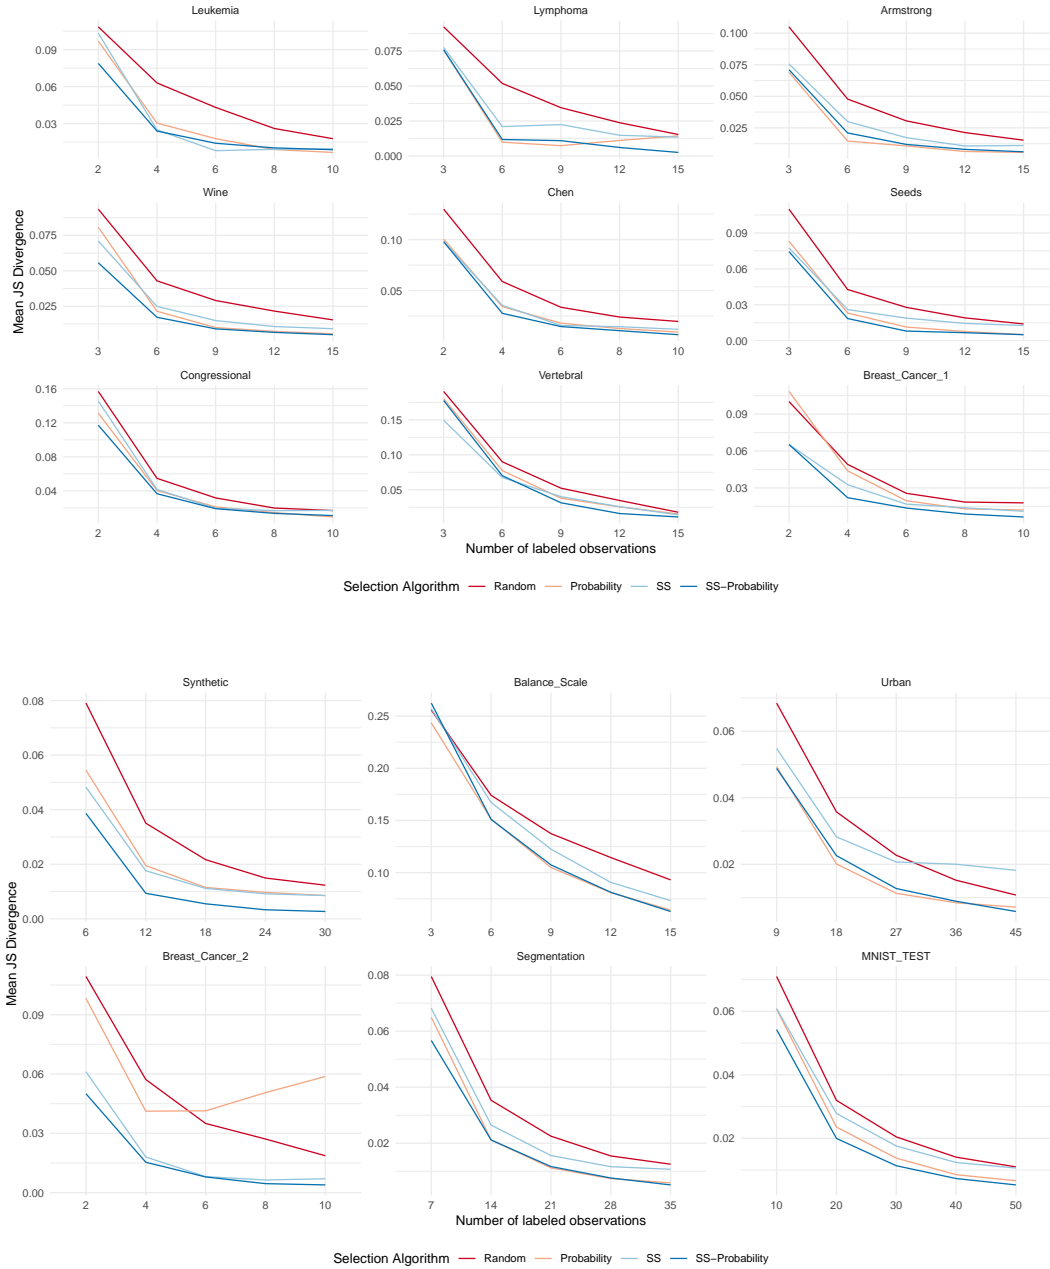 Leukemia Lymphoma Armstrong
0.09
0.06
0.03
0.075
0.050
0.025
0.000
0.100
0.075
0.050
0.025
2 4 6 8 10
3 6 9 12 15
3 6 9 12 15
Wine Chen Seeds
0.075
0.050
0.025
0.10
0.05
0.09
0.06
0.03
0.00
3 6 9 12 15
2 4 6 8 10
3 6 9 12 15
Congressional Vertebral Breast_Cancer_1
0.16
0.12
0.08
0.04
0.15
0.10
0.05
0.09
0.06
0.03
2 4 6 8 10
3 6 9 12 15
2 4 6 8 10
Mean JS Divergence
Number of labeled observations
Selection Algorithm Random Probability SS SS−Probability
Synthetic Balance_Scale Urban
0.08
0.06
0.04
0.02
0.00
0.25
0.20
0.15
0.10
0.06
0.04
0.02
6 12 18 24 30
3 6 9 12 15
9 18 27 36 45
Breast_Cancer_2 Segmentation MNIST_TEST
0.09
0.06
0.03
0.00
0.08
0.06
0.04
0.02
0.06
0.04
0.02
2 4 6 8 10
7 14 21 28 35
10 20 30 40 50
Mean JS Divergence
Number of labeled observations
Selection Algorithm Random Probability SS SS−Probability